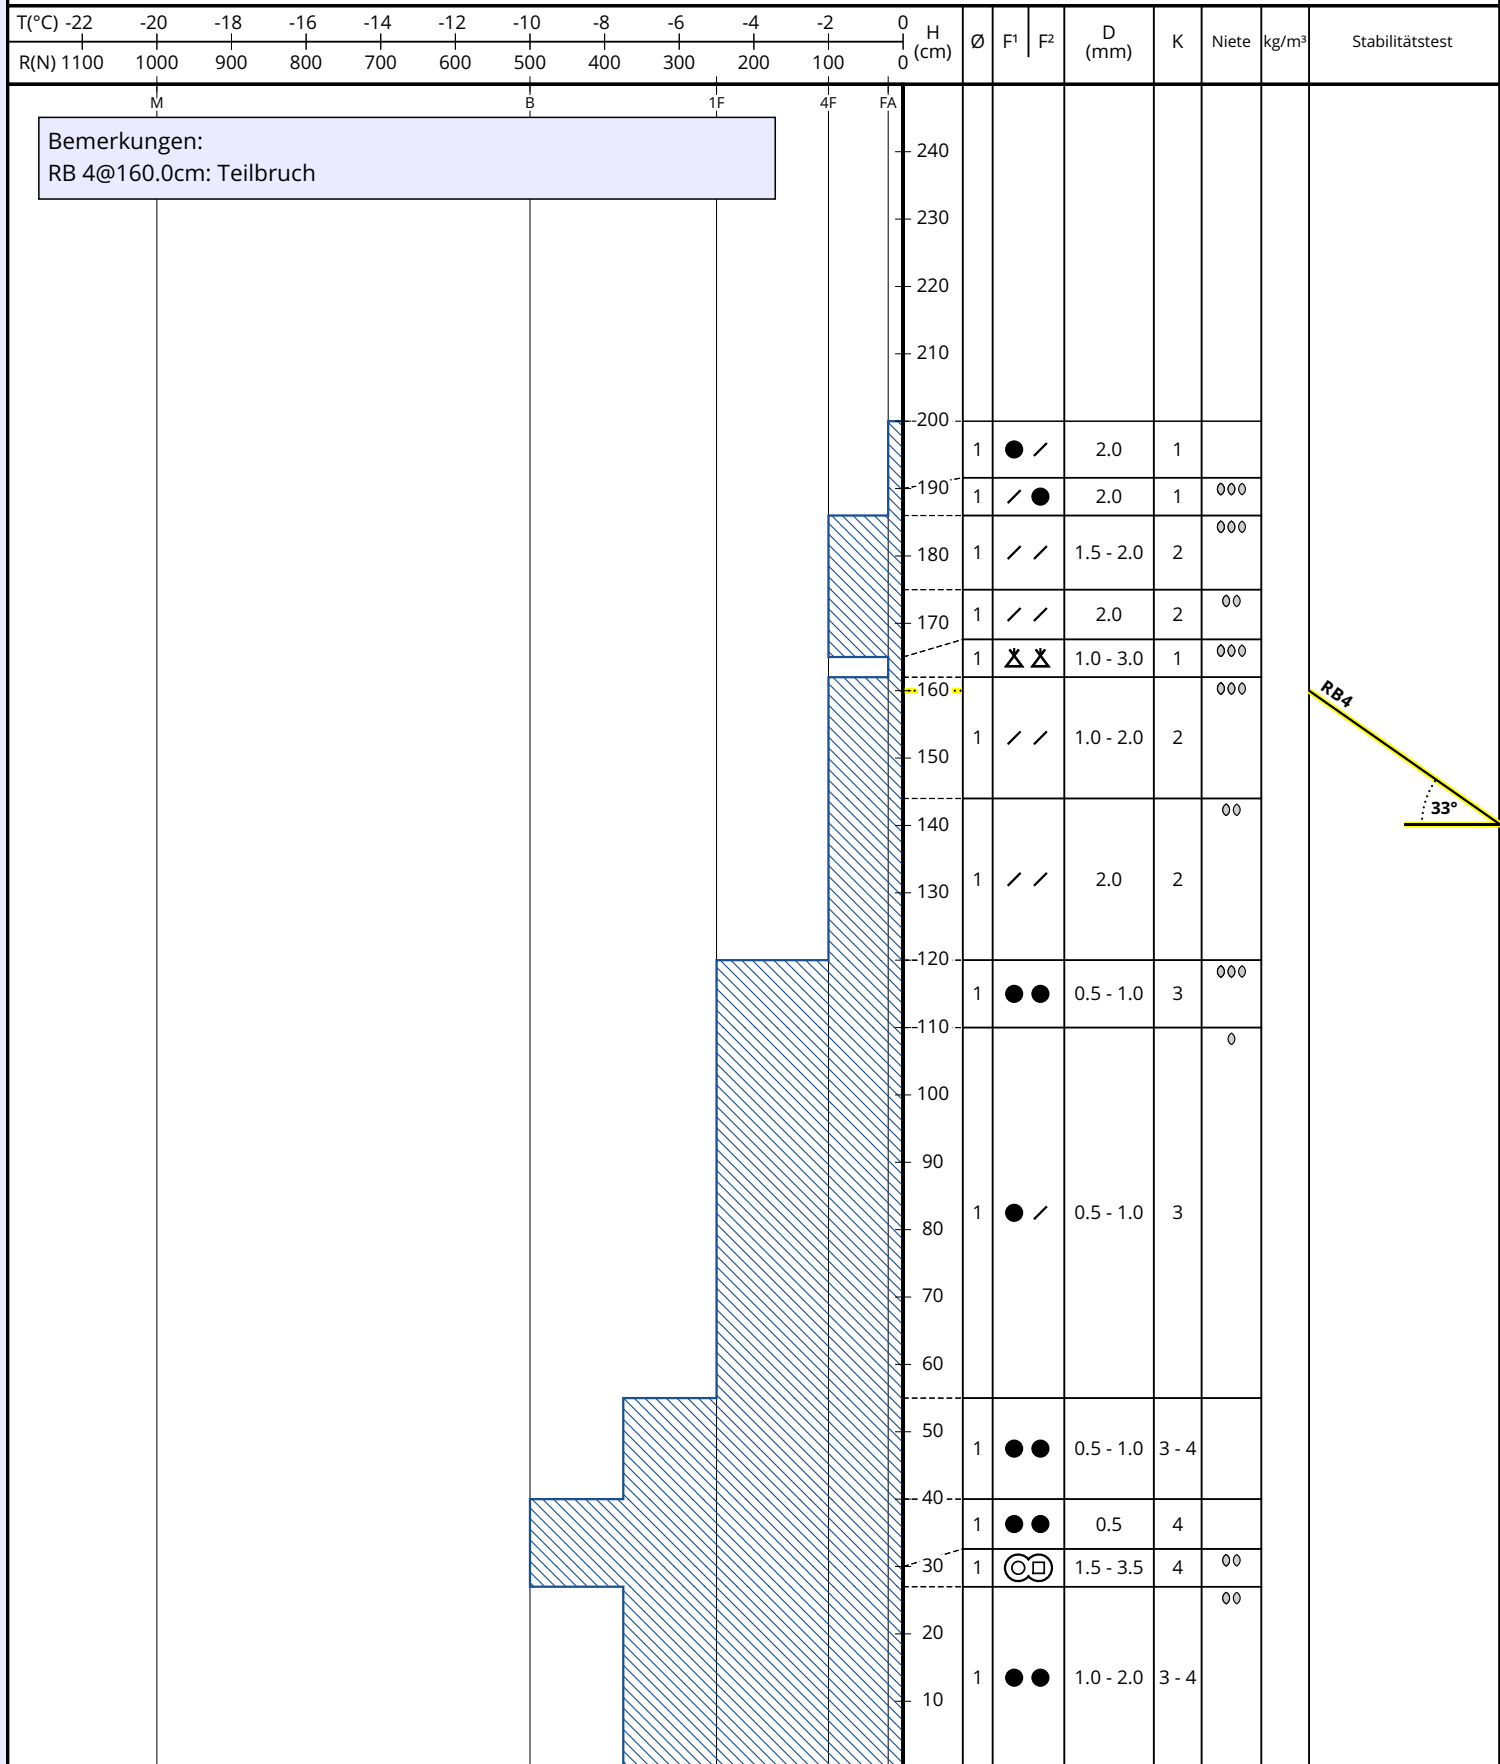 T(°C) -22 -20 -18 -16 -14 -12 -10 -8 -6 -4 -2 0
R(N) 1100 1000 900 800 700 600 500 400 300 200 100 0
H (cm) Ø F¹ F² D (mm) K Niete kg/m³ Stabilitätstest
M B 1F 4F FA
Bemerkungen:
RB 4@160.0cm: Teilbruch
240
230
220
210
200
1 2.0 1
190
1 2.0 1
180 1 1.5 - 2.0 2
170 1 2.0 2
1 1.0 - 3.0 1
160 RB4
1 1.0 - 2.0 2
150
140 33°
130 1 2.0 2
120
1 0.5 - 1.0 3
110
100
90
80 1 0.5 - 1.0 3
70
60
50 1 0.5 - 1.0 3 - 4
40
1 0.5 4
30 1 1.5 - 3.5 4
20
1 1.0 - 2.0 3 - 4
10